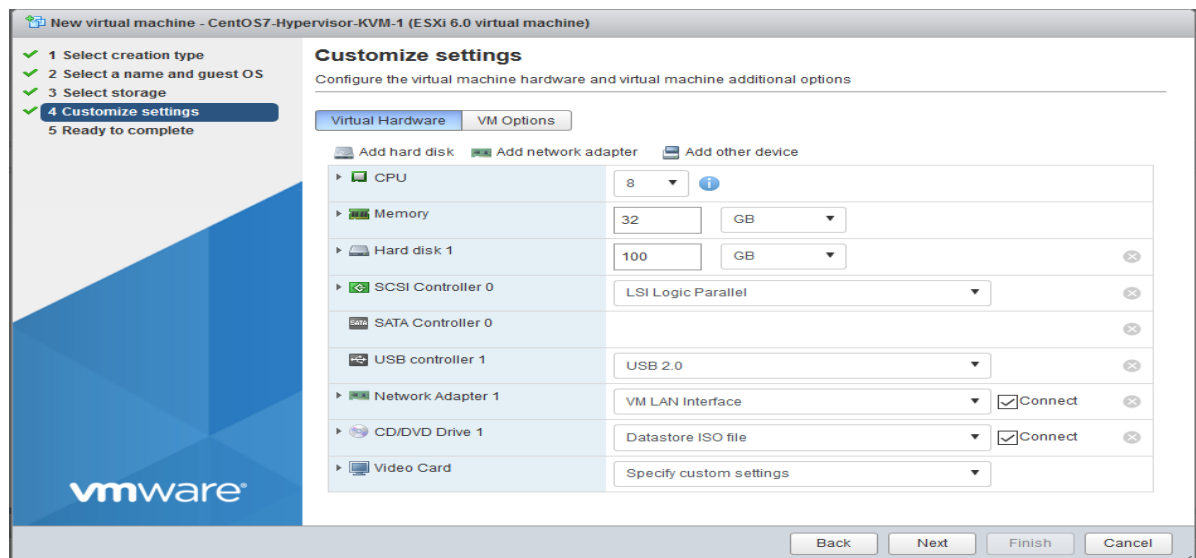 New virtual machine - CentOS7-Hypervisor-KVM-1 (ESXi 6.0 virtual machine)
1 Select creation type
2 Select a name and guest OS
3 Select storage
4 Customize settings
5 Ready to complete
vmware®
Customize settings
Configure the virtual machine hardware and virtual machine additional options
Virtual Hardware VM Options
Add hard disk Add network adapter Add other device
CPU 8
Memory 32 GB
Hard disk 1 100 GB
SCSI Controller 0 LSI Logic Parallel
SATA SATA Controller 0
USB controller 1 USB 2.0
Network Adapter 1 VM LAN Interface Connect
CD/DVD Drive 1 Datastore ISO file Connect
Video Card Specify custom settings
Back Next Finish Cancel